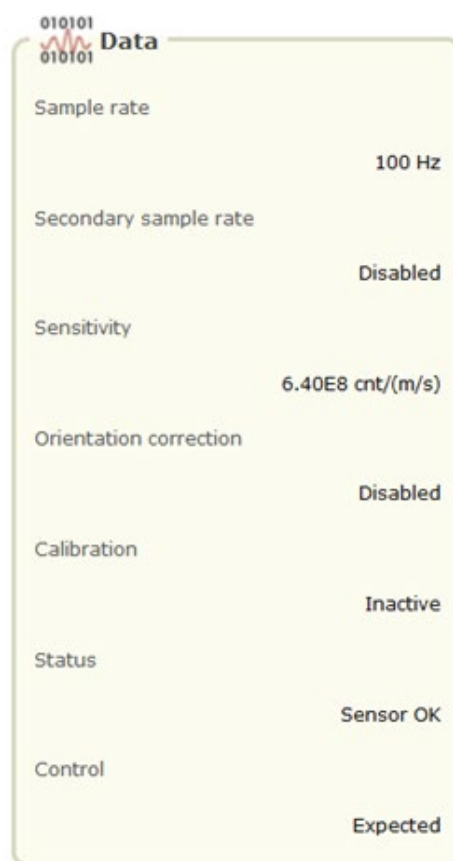 010101
Data
010101
Sample rate
100 Hz
Secondary sample rate
Disabled
Sensitivity
6.40E8 cnt/(m/s)
Orientation correction
Disabled
Calibration
Inactive
Status
Sensor OK
Control
Expected